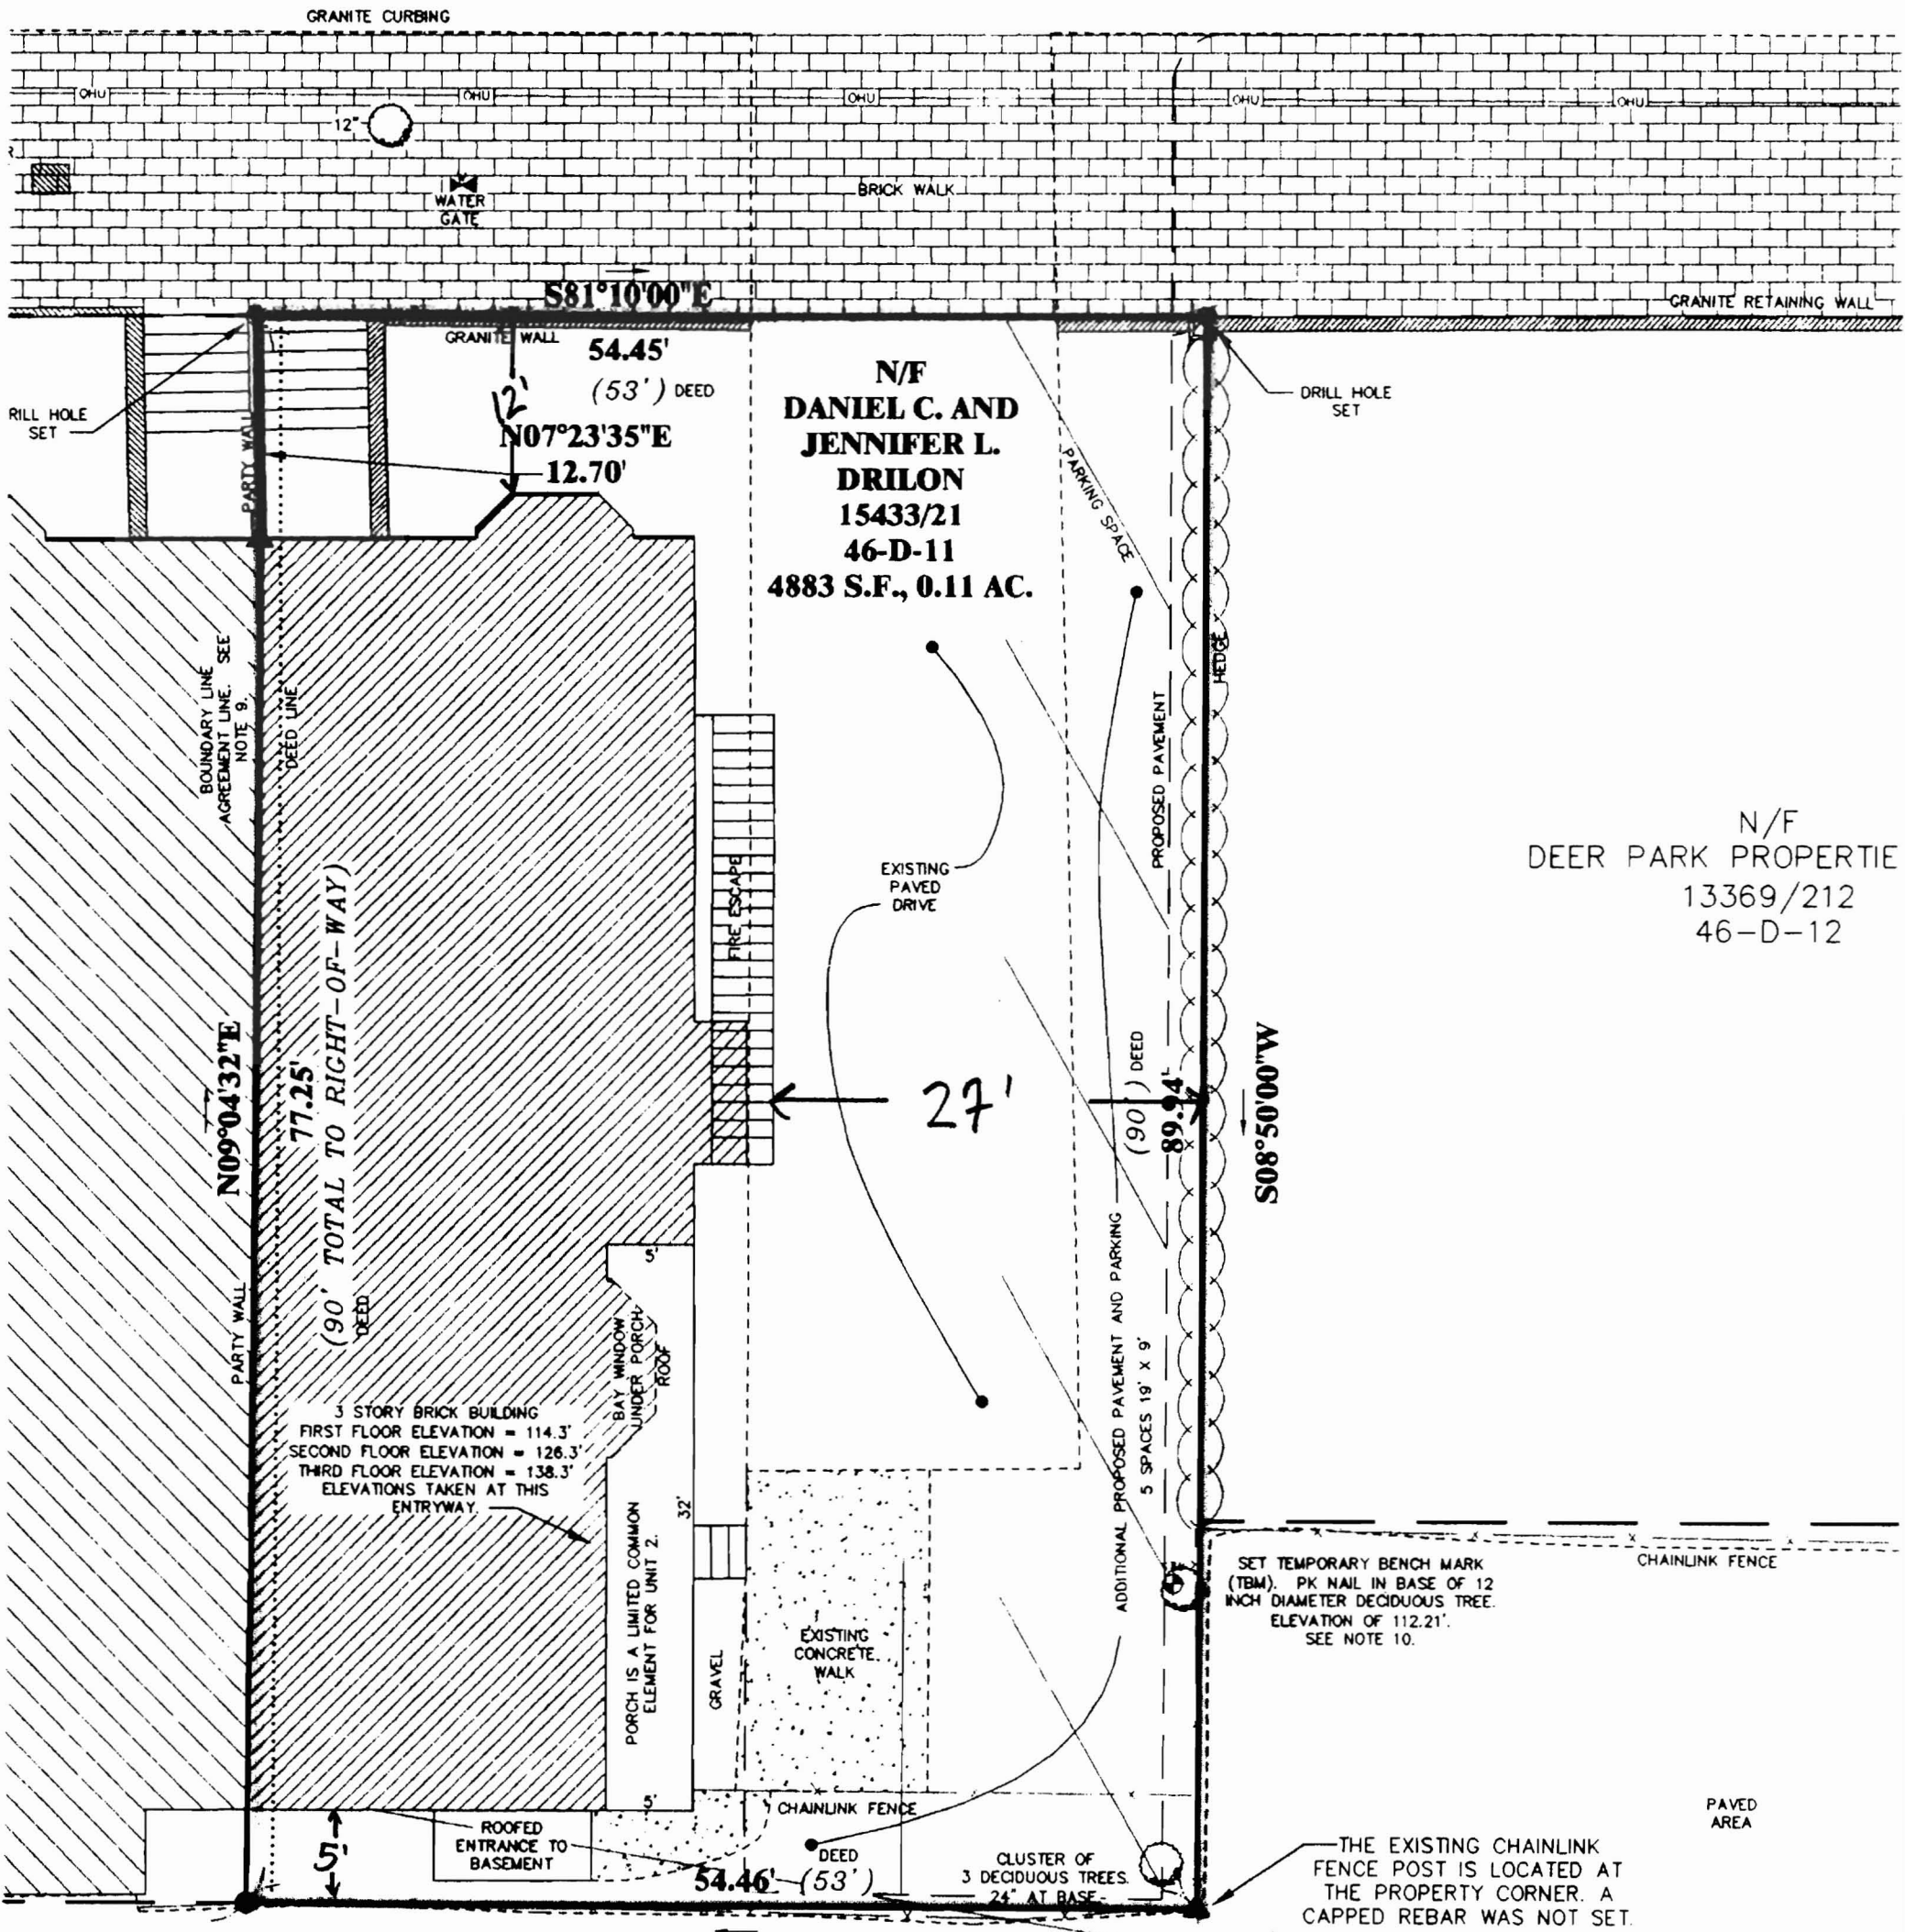 GRANITE CURBING
OHU
OHU
OHU
OHU
OHU
12"
WATER
GATE
BRICK WALK
S81°10'00"E
GRANITE RETAINING WALL
GRANITE WALL
54.45'
(53') DEED
12'
N07°23'35"E
12.70'
RILL HOLE
SET
PARTY WALL
N/F
DANIEL C. AND
JENNIFER L.
DRILON
15433/21
46-D-11
4883 S.F., 0.11 AC.
DRILL HOLE
SET
PARKING SPACE
HEDGE
BOUNDARY LINE
AGREEMENT LINE. SEE
NOTE 9.
DEED LINE
PROPOSED PAVEMENT
FIRE ESCAPE
EXISTING
PAVED
DRIVE
N/F
DEER PARK PROPERTIE
13369/212
46-D-12
N09°04'32"E
77.25'
(90' TOTAL TO RIGHT-OF-WAY)
DEED
27'
(90') DEED
89.94'
S08°50'00"W
PARTY WALL
5'
BAY WINDOW
UNDER PORCH
ROOF
3 STORY BRICK BUILDING
FIRST FLOOR ELEVATION = 114.3'
SECOND FLOOR ELEVATION = 126.3'
THIRD FLOOR ELEVATION = 138.3'
ELEVATIONS TAKEN AT THIS
ENTRYWAY.
32'
PORCH IS A LIMITED COMMON
ELEMENT FOR UNIT 2.
GRAVEL
EXISTING
CONCRETE
WALK
ADDITIONAL PROPOSED PAVEMENT AND PARKING
5 SPACES 19' X 9'
SET TEMPORARY BENCH MARK
(TBM). PK NAIL IN BASE OF 12
INCH DIAMETER DECIDUOUS TREE.
ELEVATION OF 112.21'.
SEE NOTE 10.
CHAINLINK FENCE
5'
CHAINLINK FENCE
5'
ROOFED
ENTRANCE TO
BASEMENT
DEED
54.46' (53')
CLUSTER OF
3 DECIDUOUS TREES.
24" AT BASE
PAVED
AREA
THE EXISTING CHAINLINK
FENCE POST IS LOCATED AT
THE PROPERTY CORNER. A
CAPPED REBAR WAS NOT SET.